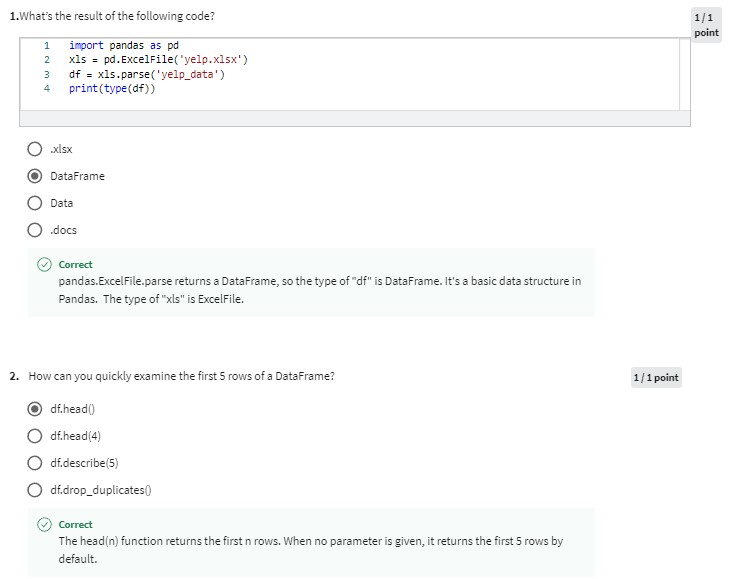 1.What's the result of the following code?
1/1
point
1 import pandas as pd
2 xls = pd.ExcelFile('yelp.xlsx')
3 df = xls.parse('yelp_data')
4 print(type(df))
.xlsx
DataFrame
Data
.docs
Correct
pandas.ExcelFile.parse returns a DataFrame, so the type of "df" is DataFrame. It's a basic data structure in
Pandas. The type of "xls" is ExcelFile.
2. How can you quickly examine the first 5 rows of a DataFrame?
1 / 1 point
df.head()
df.head(4)
df.describe(5)
df.drop_duplicates()
Correct
The head(n) function returns the first n rows. When no parameter is given, it returns the first 5 rows by
default.